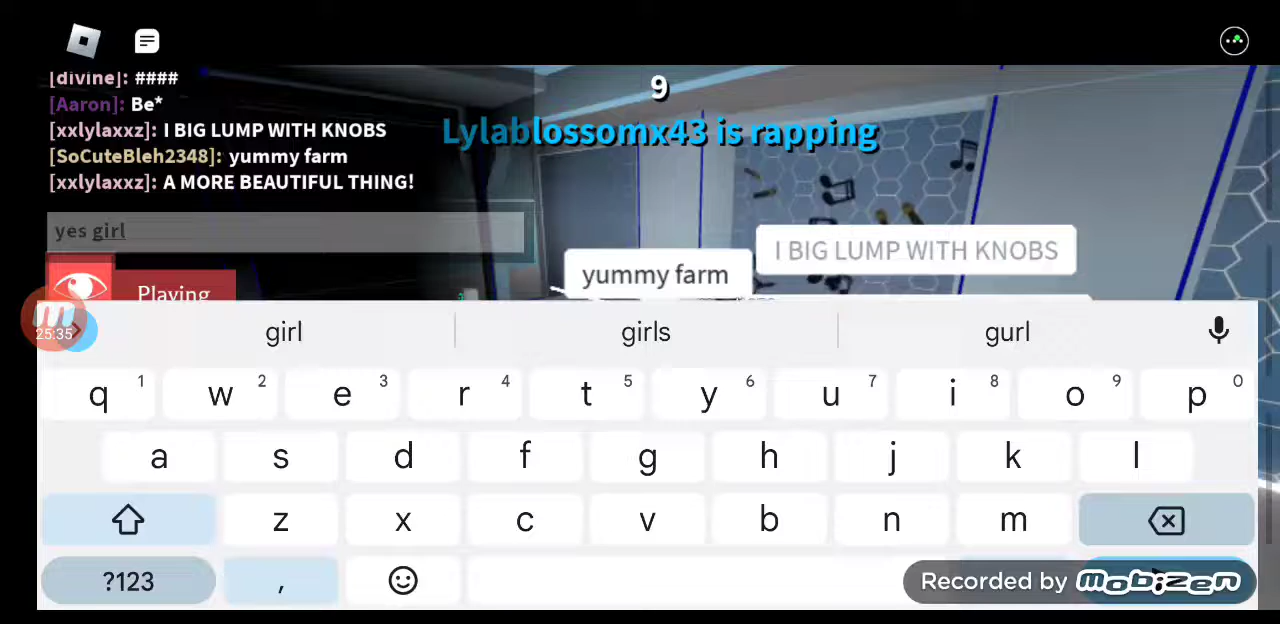 [divine]: ####
[Aaron]: Be*
[xxlylaxxz]: I BIG LUMP WITH KNOBS
[SoCuteBleh2348]: yummy farm
[xxlylaxxz]: A MORE BEAUTIFUL THING!
9
Lylablossomx43 is rapping
yes girl
I BIG LUMP WITH KNOBS
yummy farm
Playing
25:35
girl girls gurl
q 1 w 2 e 3 r 4 t 5 y 6 u 7 i 8 o 9 p 0
a s d f g h j k l
z x c v b n m
?123 ,
Recorded by mobizen